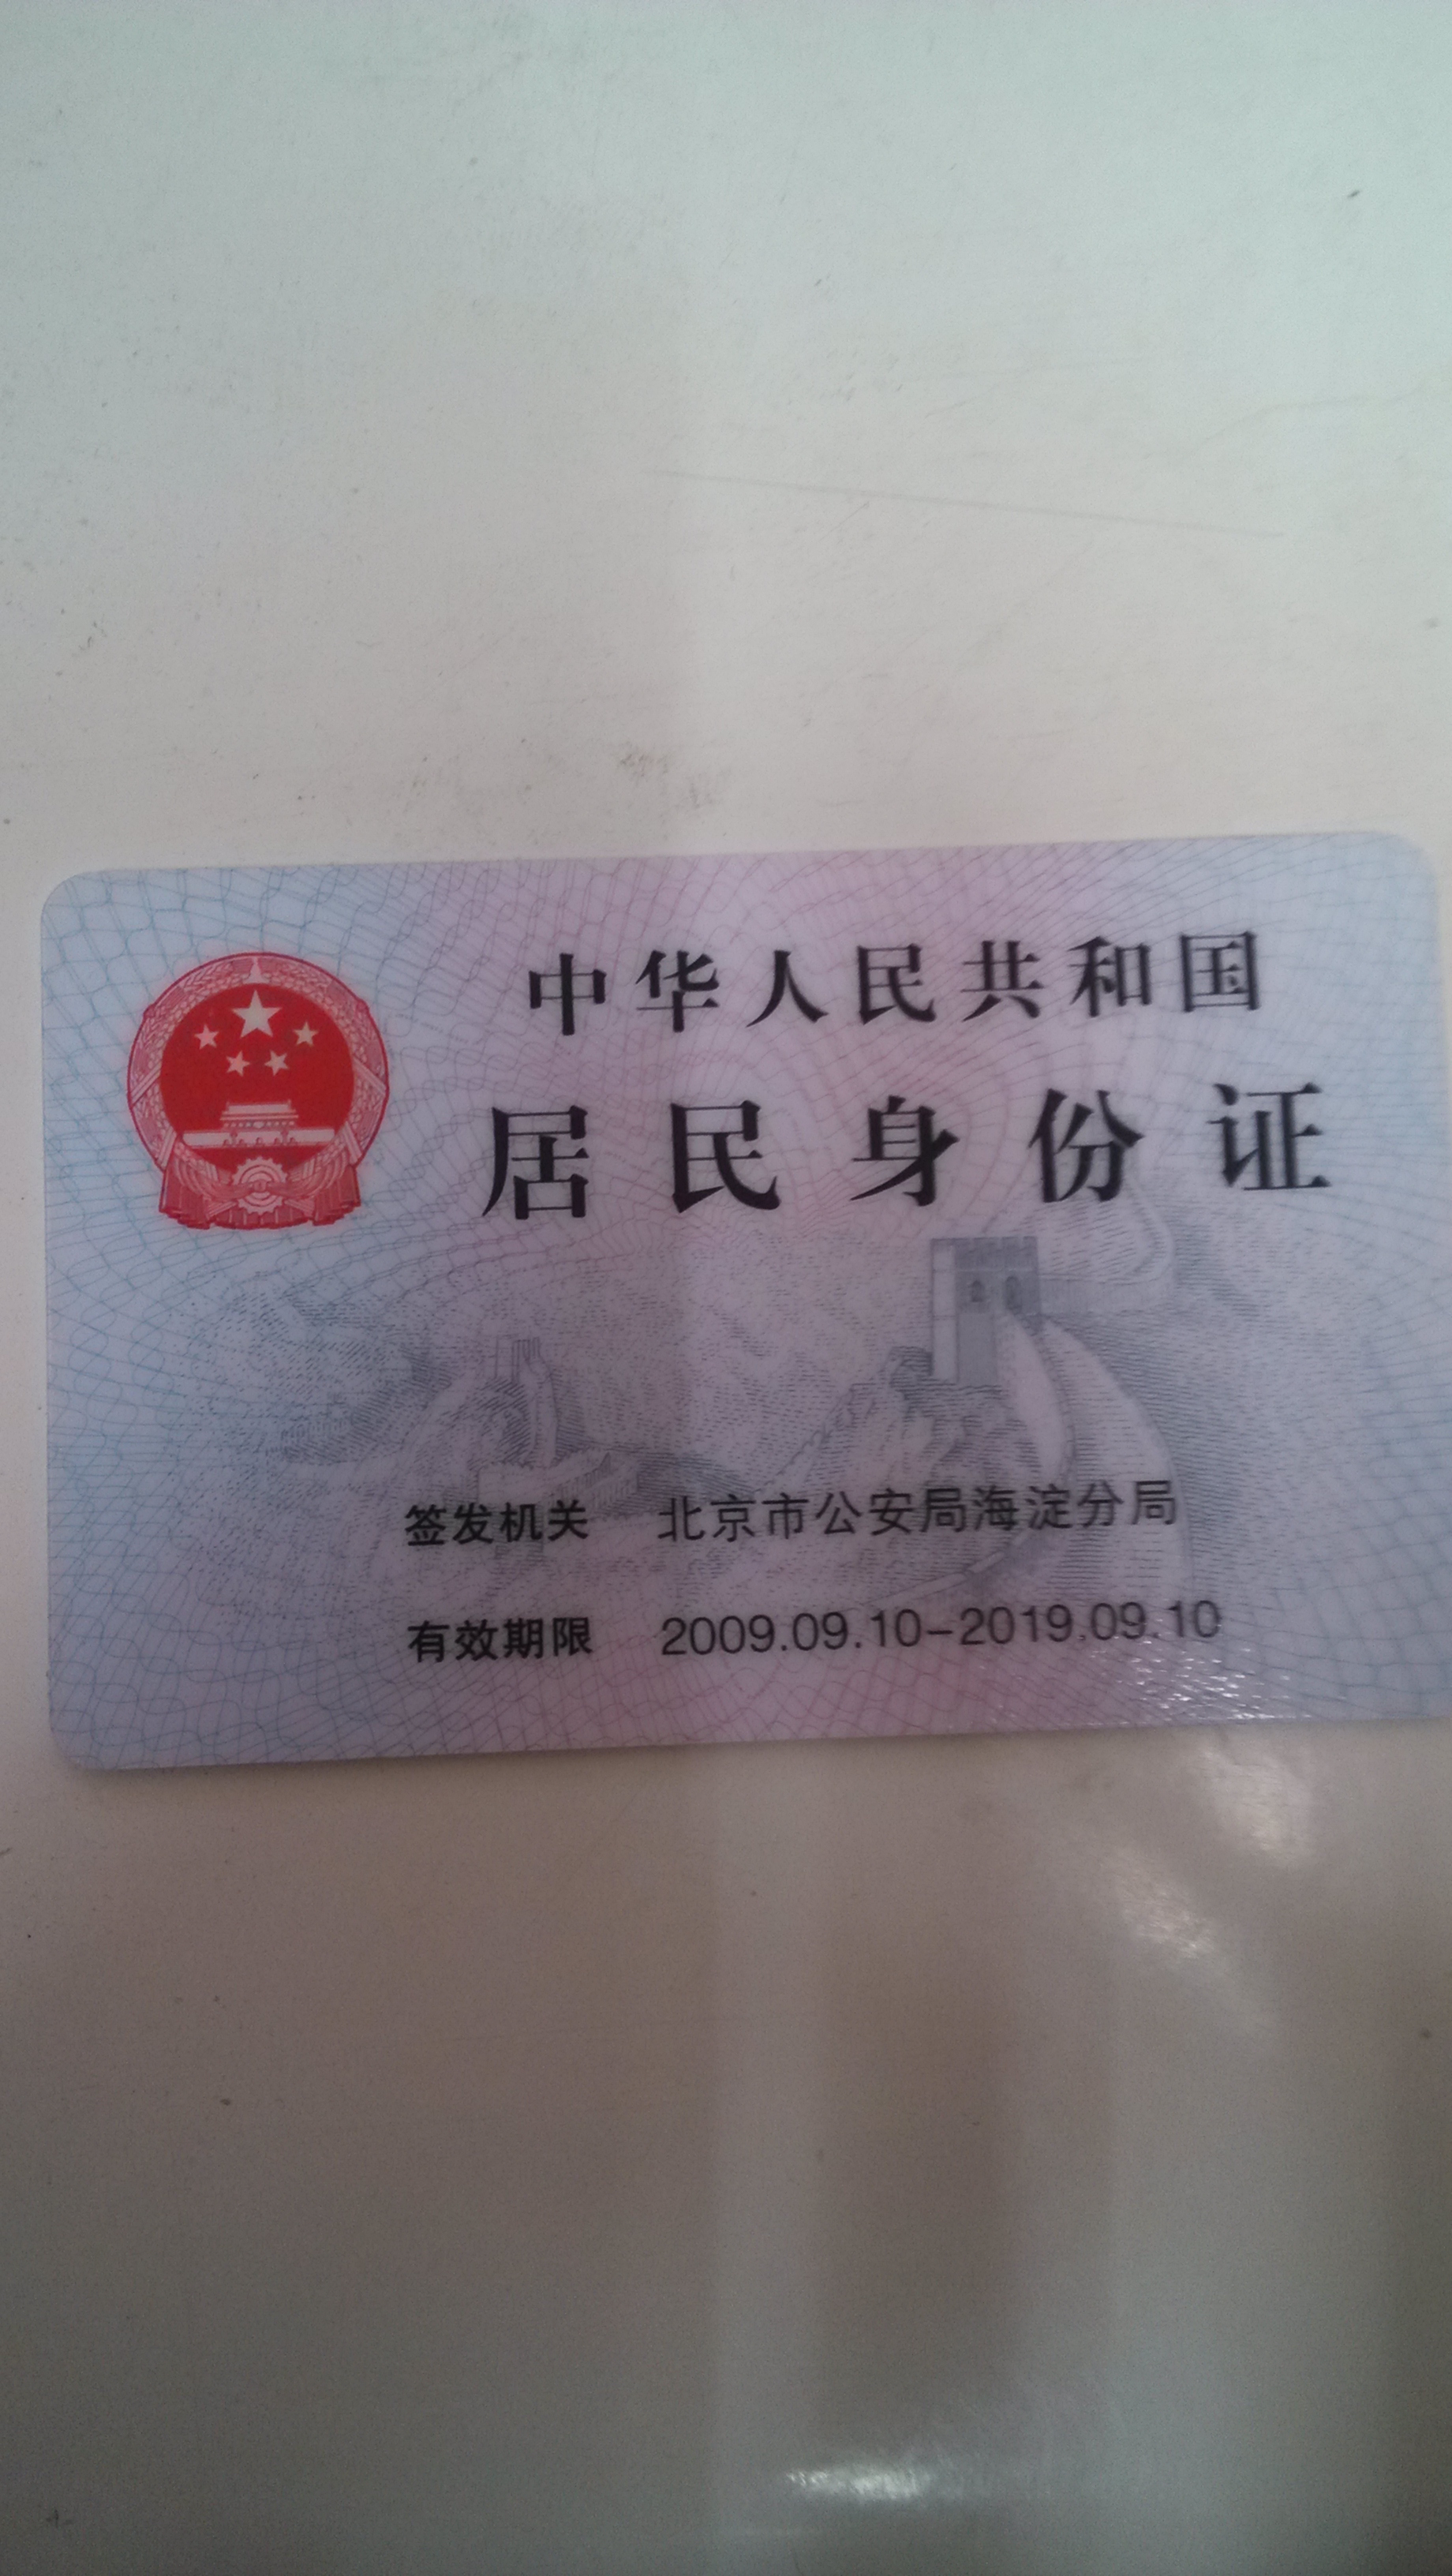 中华人民共和国
居民身份证
签发机关 北京市公安局海淀分局
有效期限 2009.09.10-2019.09.10